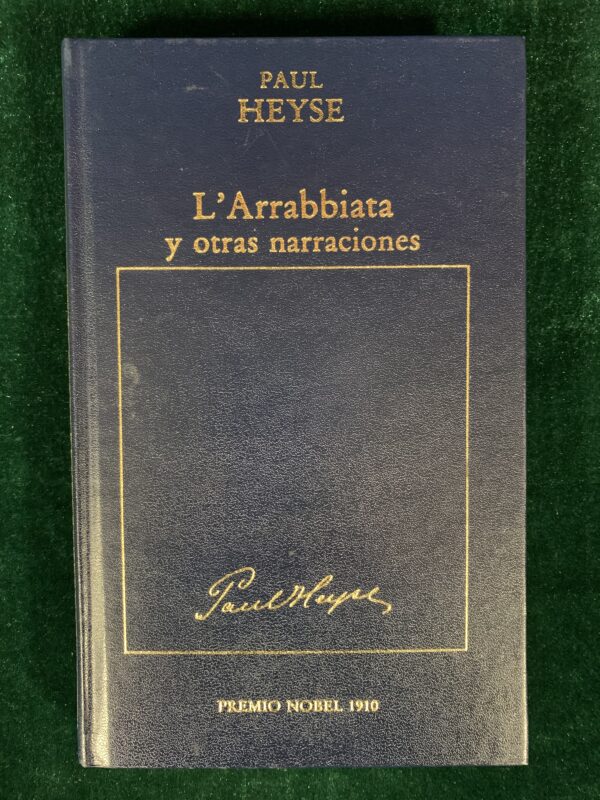 PAUL
HEYSE
L'Arrabbiata
y otras narraciones
Paul Heyse
PREMIO NOBEL 1910